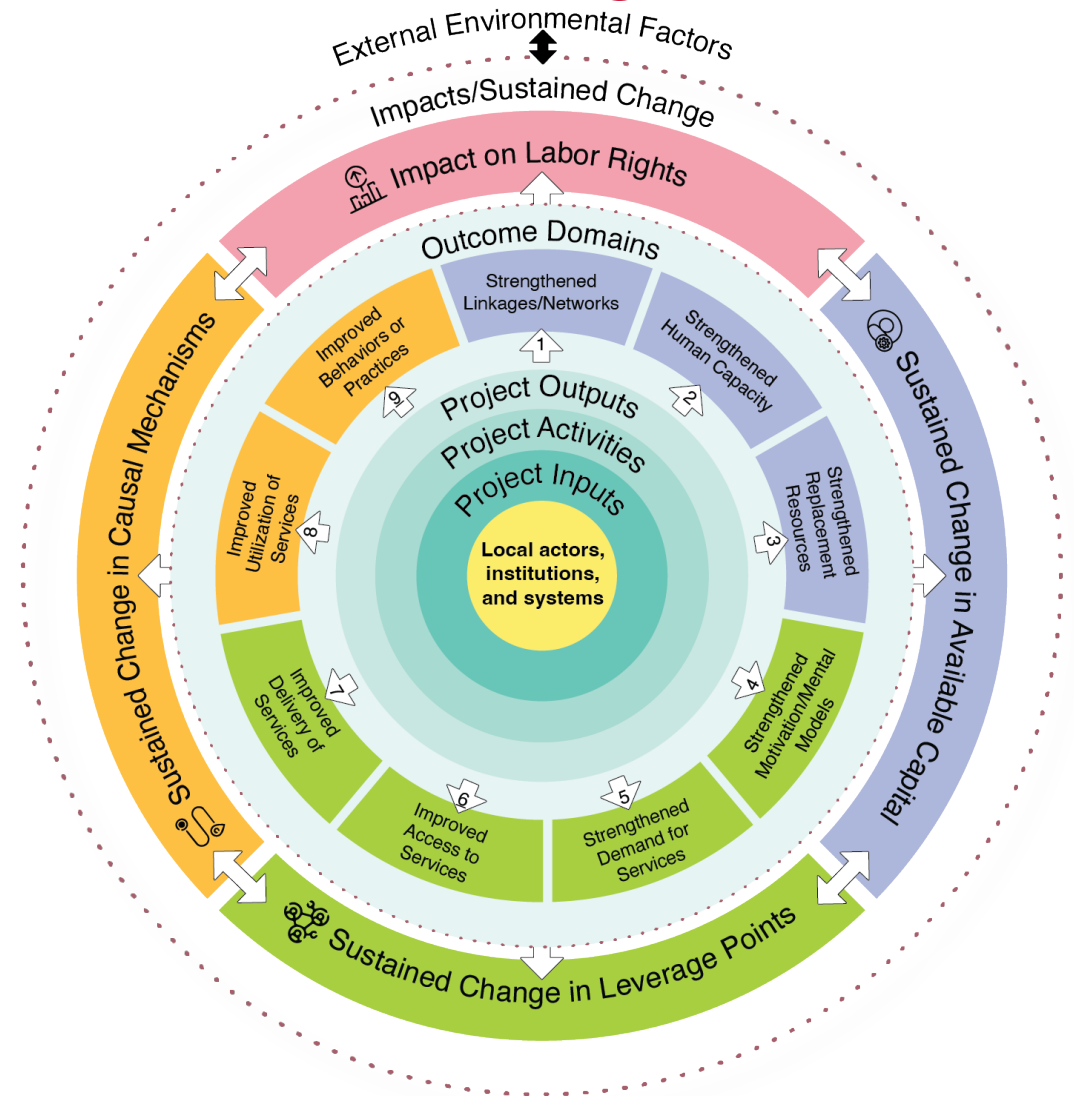 External Environmental Factors
Impacts/Sustained Change
Impact on Labor Rights
Outcome Domains
Strengthened
Linkages/Networks
1
Strengthened
Human Capacity
2
Strengthened
Replacement
Resources
3
Strengthened
Motivation/Mental
Models
4
Strengthened
Demand for
Services
5
Improved
Access to
Services
6
Improved
Delivery of
Services
7
Improved
Utilization of
Services
8
Improved
Behaviors or
Practices
9
Project Outputs
Project Activities
Project Inputs
Local actors,
institutions,
and systems
Sustained Change in Available Capital
Sustained Change in Leverage Points
Sustained Change in Causal Mechanisms